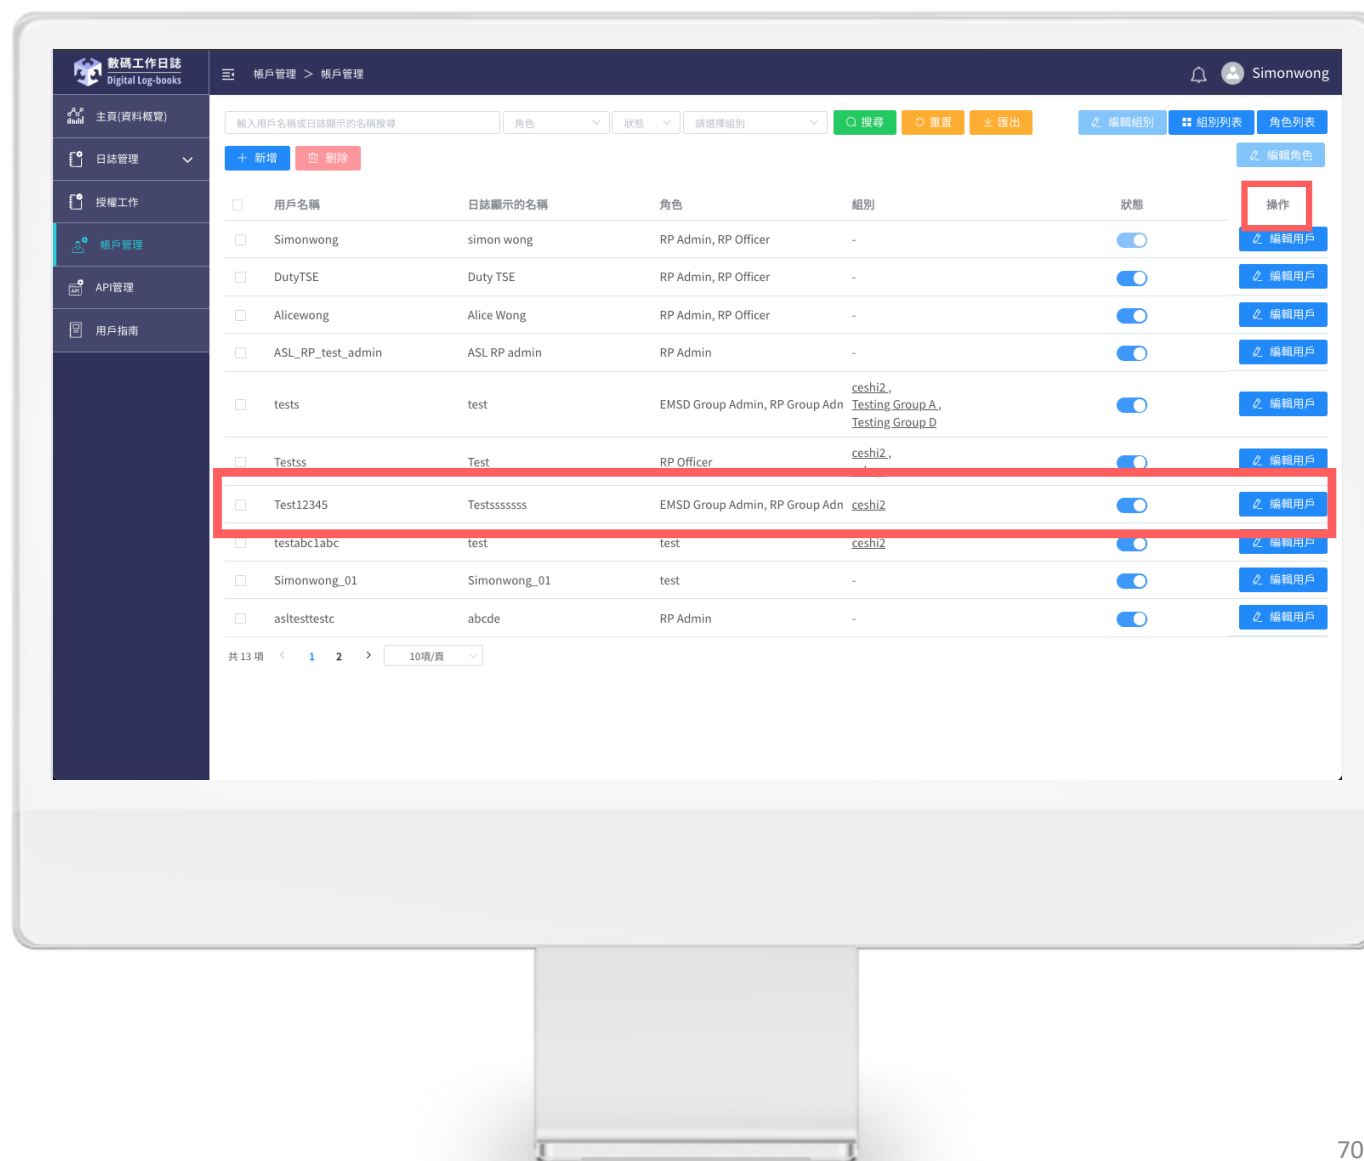 數碼工作日誌
Digital Log-books
帳戶管理 > 帳戶管理
Simonwong
主頁(資料概覽)
日誌管理
授權工作
帳戶管理
API管理
用戶指南
輸入用戶名稱或日誌顯示的名稱搜尋 角色 狀態 請選擇組別 搜尋 重置 匯出 編輯組別 組別列表 角色列表
新增 刪除 編輯角色
用戶名稱 日誌顯示的名稱 角色 組別 狀態 操作
Simonwong simon wong RP Admin, RP Officer - 編輯用戶
DutyTSE Duty TSE RP Admin, RP Officer - 編輯用戶
Alicewong Alice Wong RP Admin, RP Officer - 編輯用戶
ASL_RP_test_admin ASL RP admin RP Admin - 編輯用戶
tests test EMSD Group Admin, RP Group Adn ceshi2 , Testing Group A , Testing Group D 編輯用戶
Testss Test RP Officer ceshi2 , 編輯用戶
Test12345 Testsssssss EMSD Group Admin, RP Group Adn ceshi2 編輯用戶
testabc1abc test test ceshi2 編輯用戶
Simonwong_01 Simonwong_01 test - 編輯用戶
asltesttestc abcde RP Admin - 編輯用戶
共 13 項 1 2 10項/頁
70